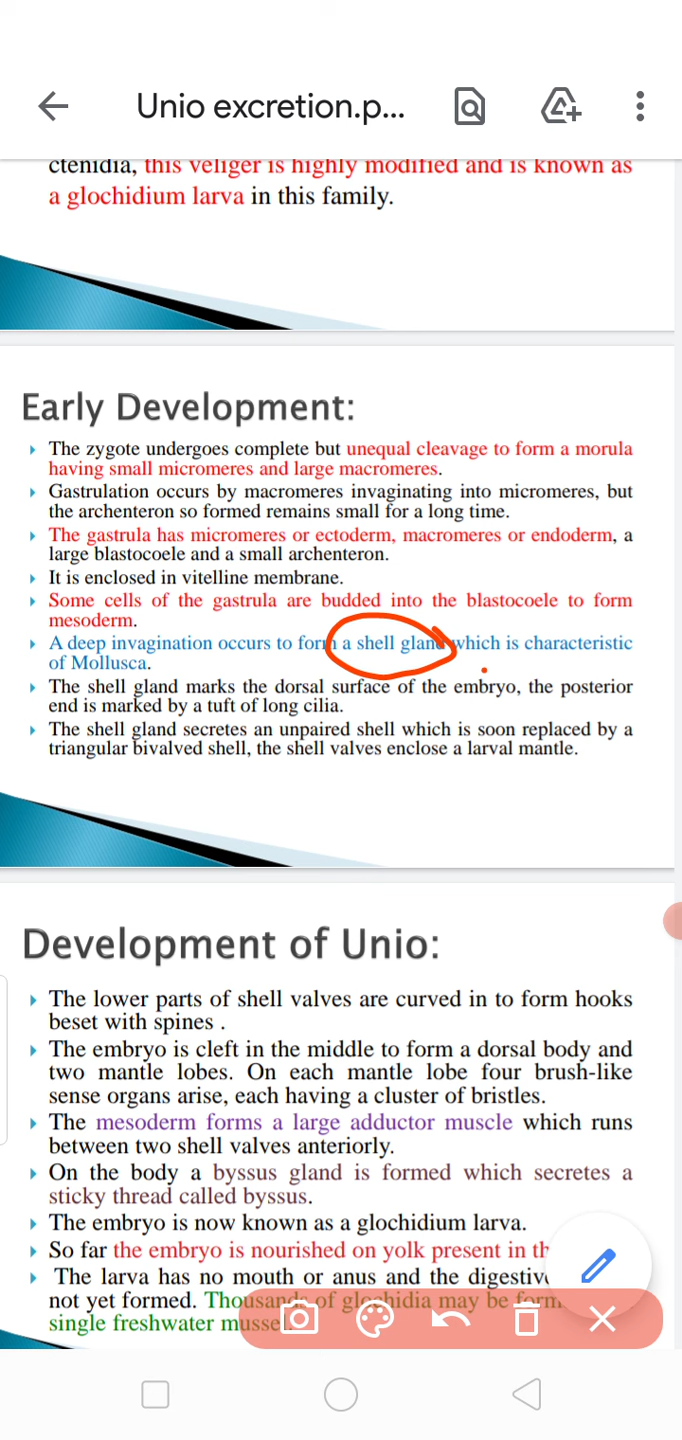 Unio excretion.p...
ctenidia, this veliger is highly modified and is known as
a glochidium larva in this family.
Early Development:
The zygote undergoes complete but unequal cleavage to form a morula
having small micromeres and large macromeres.
Gastrulation occurs by macromeres invaginating into micromeres, but
the archenteron so formed remains small for a long time.
The gastrula has micromeres or ectoderm, macromeres or endoderm, a
large blastocoele and a small archenteron.
It is enclosed in vitelline membrane.
Some cells of the gastrula are budded into the blastocoele to form
mesoderm.
A deep invagination occurs to form a shell gland which is characteristic
of Mollusca.
The shell gland marks the dorsal surface of the embryo, the posterior
end is marked by a tuft of long cilia.
The shell gland secretes an unpaired shell which is soon replaced by a
triangular bivalved shell, the shell valves enclose a larval mantle.
Development of Unio:
The lower parts of shell valves are curved in to form hooks
beset with spines .
The embryo is cleft in the middle to form a dorsal body and
two mantle lobes. On each mantle lobe four brush-like
sense organs arise, each having a cluster of bristles.
The mesoderm forms a large adductor muscle which runs
between two shell valves anteriorly.
On the body a byssus gland is formed which secretes a
sticky thread called byssus.
The embryo is now known as a glochidium larva.
So far the embryo is nourished on yolk present in th
The larva has no mouth or anus and the digestiv
not yet formed. Thousands of glochidia may be form
single freshwater mussel